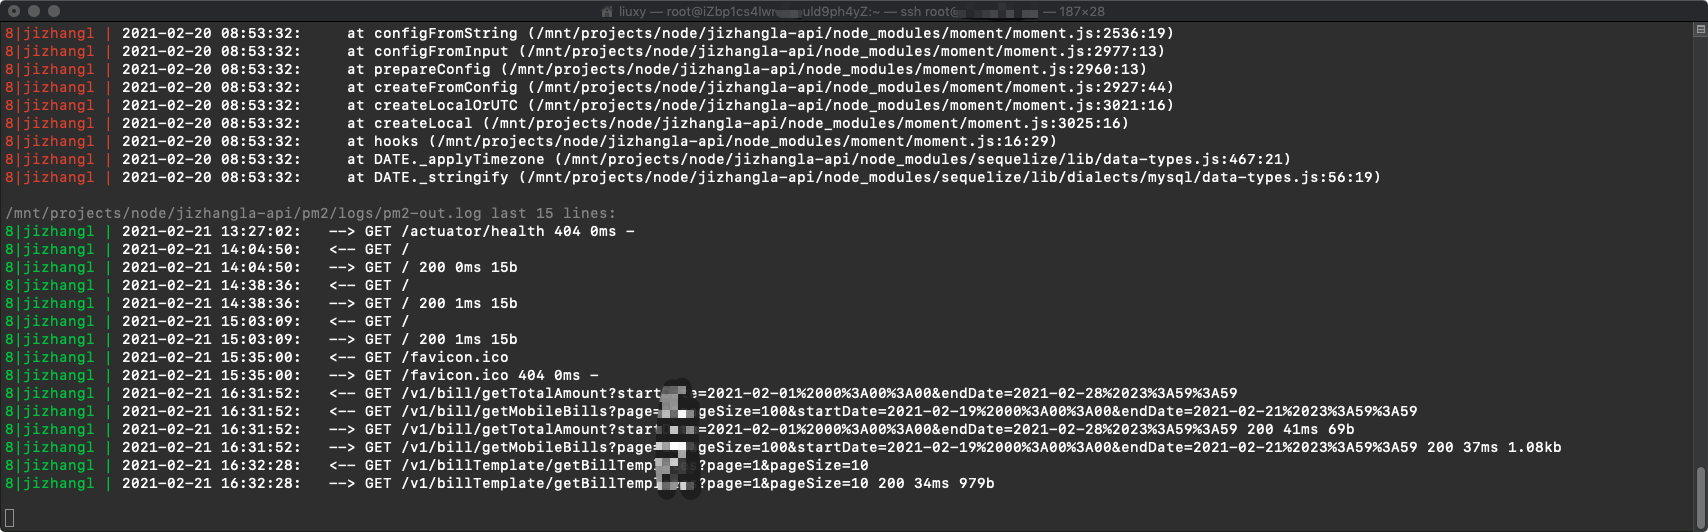 liuxy — root@iZbp1cs4lwn uld9ph4yZ:~ — ssh root@ — 187×28
8|jizhangl | 2021-02-20 08:53:32:     at configFromString (/mnt/projects/node/jizhangla-api/node_modules/moment/moment.js:2536:19)
8|jizhangl | 2021-02-20 08:53:32:     at configFromInput (/mnt/projects/node/jizhangla-api/node_modules/moment/moment.js:2977:13)
8|jizhangl | 2021-02-20 08:53:32:     at prepareConfig (/mnt/projects/node/jizhangla-api/node_modules/moment/moment.js:2960:13)
8|jizhangl | 2021-02-20 08:53:32:     at createFromConfig (/mnt/projects/node/jizhangla-api/node_modules/moment/moment.js:2927:44)
8|jizhangl | 2021-02-20 08:53:32:     at createLocalOrUTC (/mnt/projects/node/jizhangla-api/node_modules/moment/moment.js:3021:16)
8|jizhangl | 2021-02-20 08:53:32:     at createLocal (/mnt/projects/node/jizhangla-api/node_modules/moment/moment.js:3025:16)
8|jizhangl | 2021-02-20 08:53:32:     at hooks (/mnt/projects/node/jizhangla-api/node_modules/moment/moment.js:16:29)
8|jizhangl | 2021-02-20 08:53:32:     at DATE._applyTimezone (/mnt/projects/node/jizhangla-api/node_modules/sequelize/lib/data-types.js:467:21)
8|jizhangl | 2021-02-20 08:53:32:     at DATE._stringify (/mnt/projects/node/jizhangla-api/node_modules/sequelize/lib/dialects/mysql/data-types.js:56:19)
/mnt/projects/node/jizhangla-api/pm2/logs/pm2-out.log last 15 lines:
8|jizhangl | 2021-02-21 13:27:02:   --> GET /actuator/health 404 0ms -
8|jizhangl | 2021-02-21 14:04:50:   <-- GET /
8|jizhangl | 2021-02-21 14:04:50:   --> GET / 200 0ms 15b
8|jizhangl | 2021-02-21 14:38:36:   <-- GET /
8|jizhangl | 2021-02-21 14:38:36:   --> GET / 200 1ms 15b
8|jizhangl | 2021-02-21 15:03:09:   <-- GET /
8|jizhangl | 2021-02-21 15:03:09:   --> GET / 200 1ms 15b
8|jizhangl | 2021-02-21 15:35:00:   <-- GET /favicon.ico
8|jizhangl | 2021-02-21 15:35:00:   --> GET /favicon.ico 404 0ms -
8|jizhangl | 2021-02-21 16:31:52:   <-- GET /v1/bill/getTotalAmount?start e=2021-02-01%2000%3A00%3A00&endDate=2021-02-28%2023%3A59%3A59
8|jizhangl | 2021-02-21 16:31:52:   <-- GET /v1/bill/getMobileBills?page= geSize=100&startDate=2021-02-19%2000%3A00%3A00&endDate=2021-02-21%2023%3A59%3A59
8|jizhangl | 2021-02-21 16:31:52:   --> GET /v1/bill/getTotalAmount?start =2021-02-01%2000%3A00%3A00&endDate=2021-02-28%2023%3A59%3A59 200 41ms 69b
8|jizhangl | 2021-02-21 16:31:52:   --> GET /v1/bill/getMobileBills?page= geSize=100&startDate=2021-02-19%2000%3A00%3A00&endDate=2021-02-21%2023%3A59%3A59 200 37ms 1.08kb
8|jizhangl | 2021-02-21 16:32:28:   <-- GET /v1/billTemplate/getBillTemp ?page=1&pageSize=10
8|jizhangl | 2021-02-21 16:32:28:   --> GET /v1/billTemplate/getBillTemp ?page=1&pageSize=10 200 34ms 979b